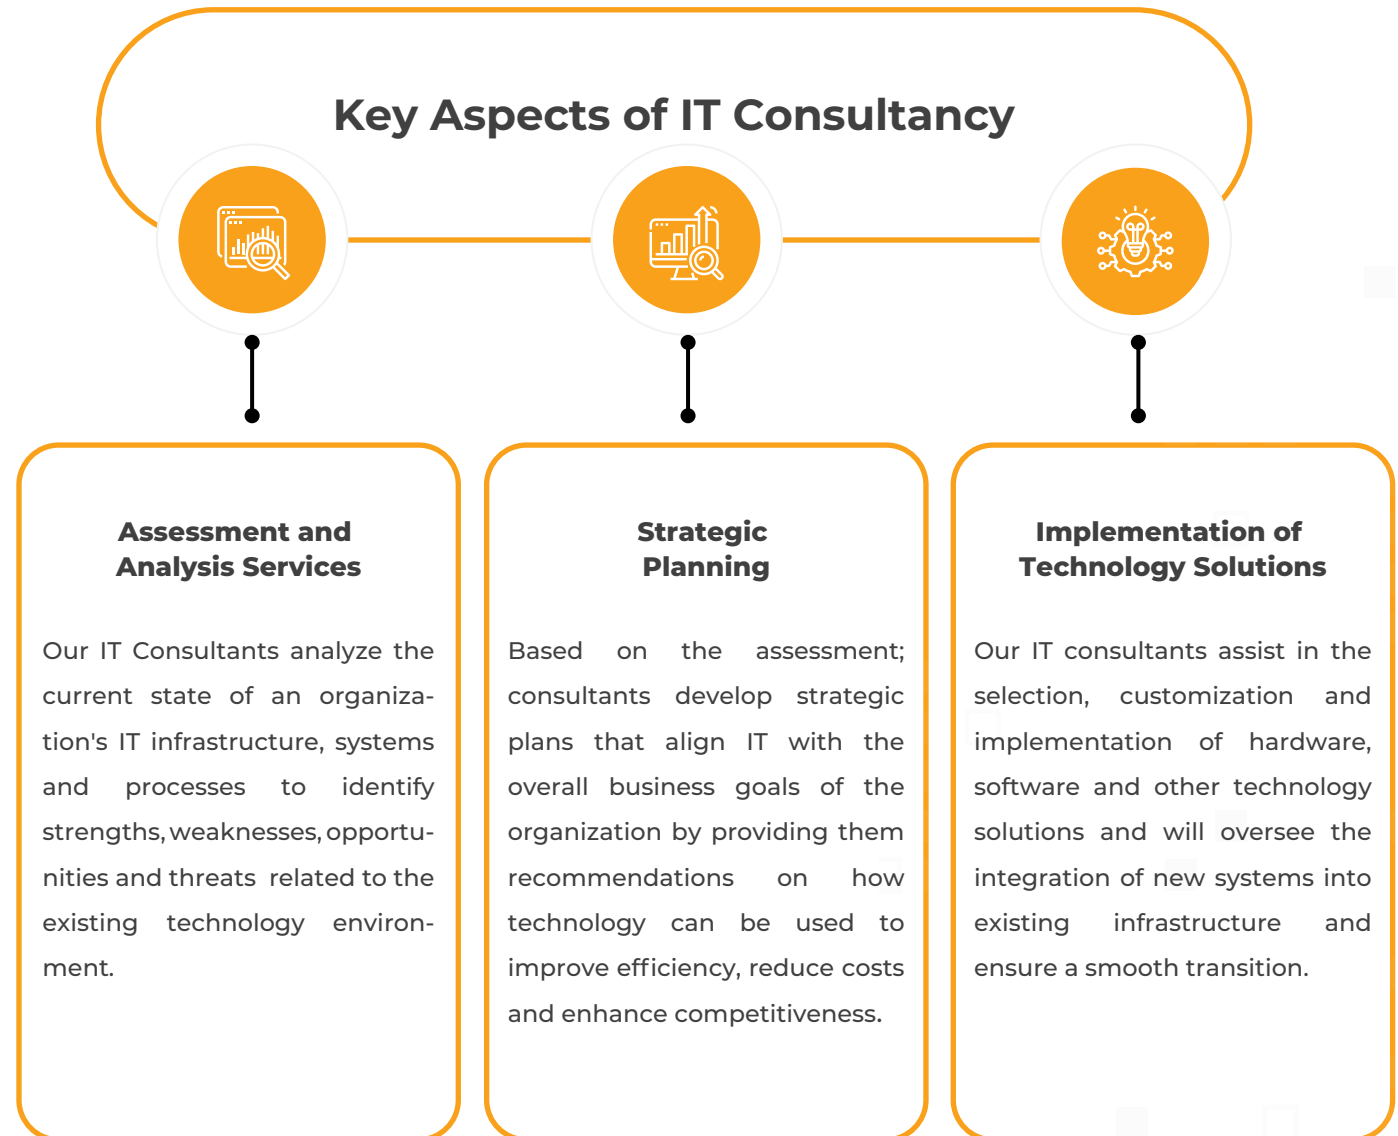 Key Aspects of IT Consultancy
Assessment and
Analysis Services
Our IT Consultants analyze the
current state of an organiza-
tion's IT infrastructure, systems
and processes to identify
strengths, weaknesses, opportu-
nities and threats related to the
existing technology environ-
ment.
Strategic
Planning
Based on the assessment;
consultants develop strategic
plans that align IT with the
overall business goals of the
organization by providing them
recommendations on how
technology can be used to
improve efficiency, reduce costs
and enhance competitiveness.
Implementation of
Technology Solutions
Our IT consultants assist in the
selection, customization and
implementation of hardware,
software and other technology
solutions and will oversee the
integration of new systems into
existing infrastructure and
ensure a smooth transition.